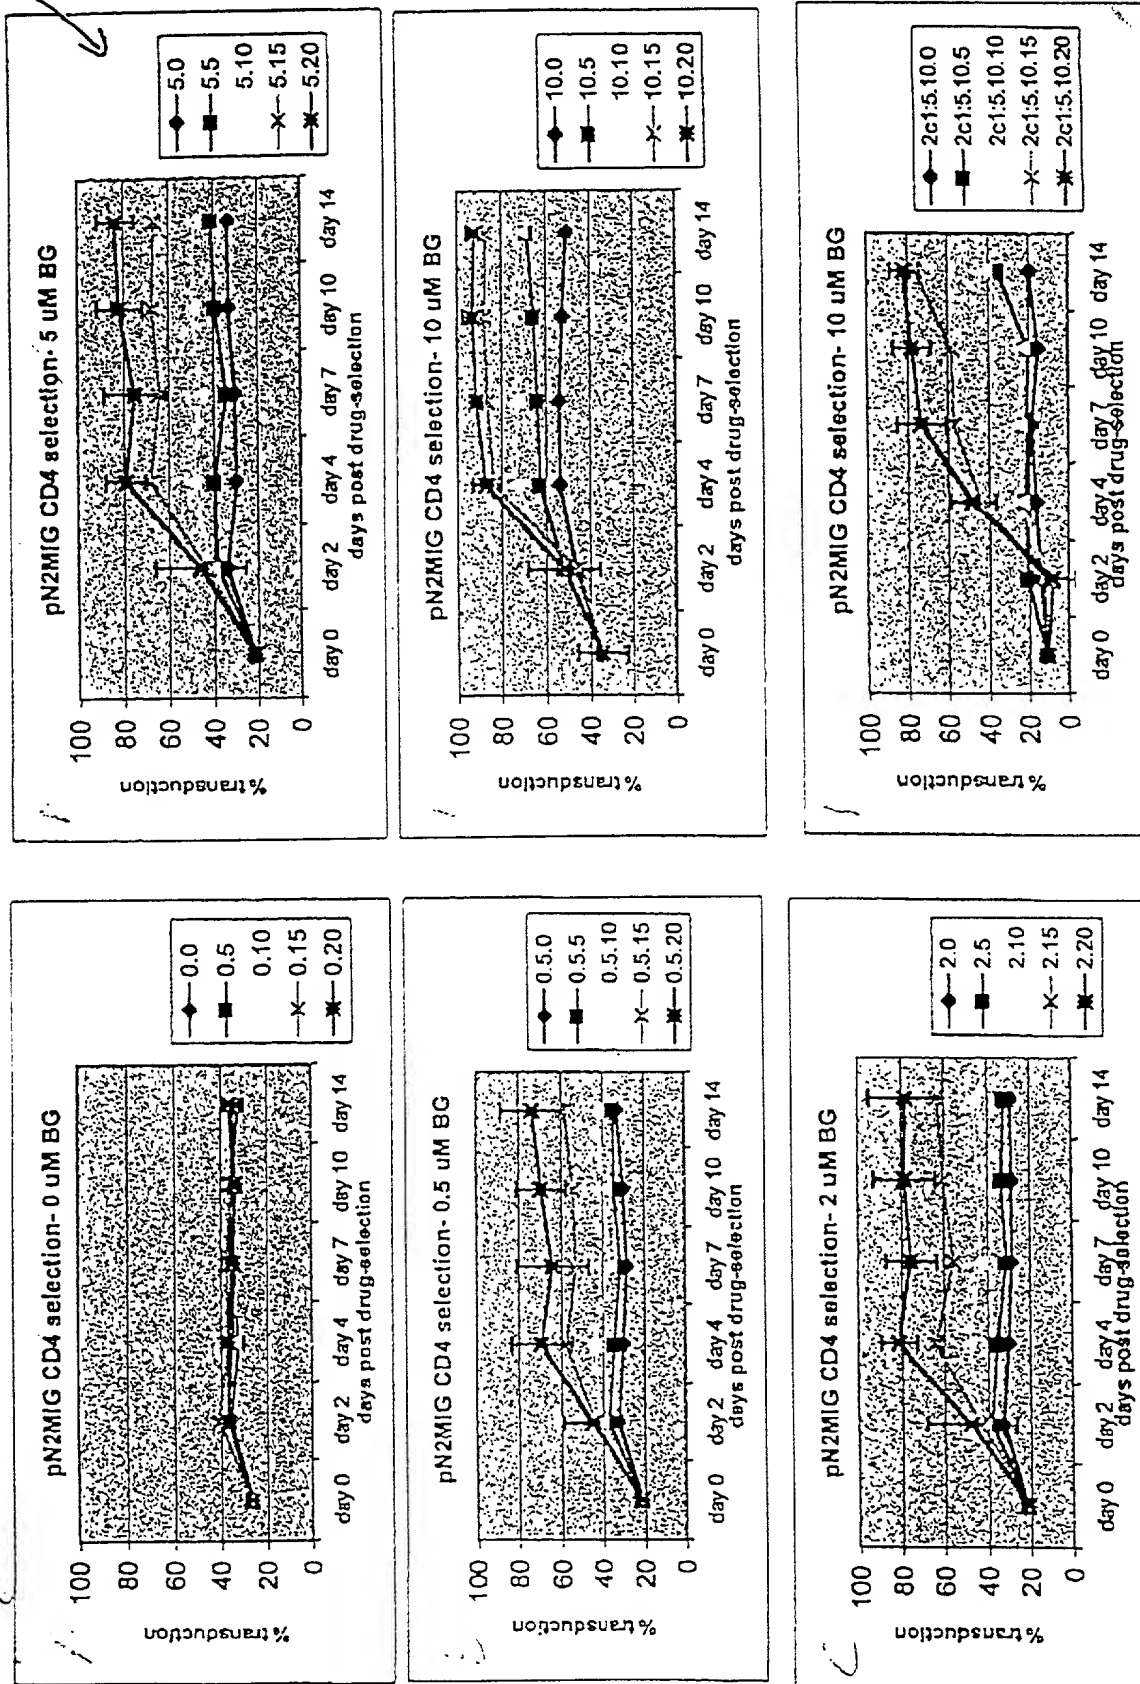 pN2MIG CD4 selection- 0 uM BG
% transduction
100
80
60
40
20
0
day 0 day 2 day 4 day 7 day 10 day 14
days post drug-selection
0.0
0.5
0.10
0.15
0.20
pN2MIG CD4 selection- 5 uM BG
% transduction
100
80
60
40
20
0
day 0 day 2 day 4 day 7 day 10 day 14
days post drug-selection
5.0
5.5
5.10
5.15
5.20
pN2MIG CD4 selection- 0.5 uM BG
% transduction
100
80
60
40
20
0
day 0 day 2 day 4 day 7 day 10 day 14
days post drug-selection
0.5.0
0.5.5
0.5.10
0.5.15
0.5.20
pN2MIG CD4 selection- 10 uM BG
% transduction
100
80
60
40
20
0
day 0 day 2 day 4 day 7 day 10 day 14
days post drug-selection
10.0
10.5
10.10
10.15
10.20
pN2MIG CD4 selection- 2 uM BG
% transduction
100
80
60
40
20
0
day 0 day 2 day 4 day 7 day 10 day 14
days post drug-selection
2.0
2.5
2.10
2.15
2.20
pN2MIG CD4 selection- 10 uM BG
% transduction
100
80
60
40
20
0
day 0 day 2 day 4 day 7 day 10 day 14
days post drug-selection
2c1:5.10.0
2c1:5.10.5
2c1:5.10.10
2c1:5.10.15
2c1:5.10.20